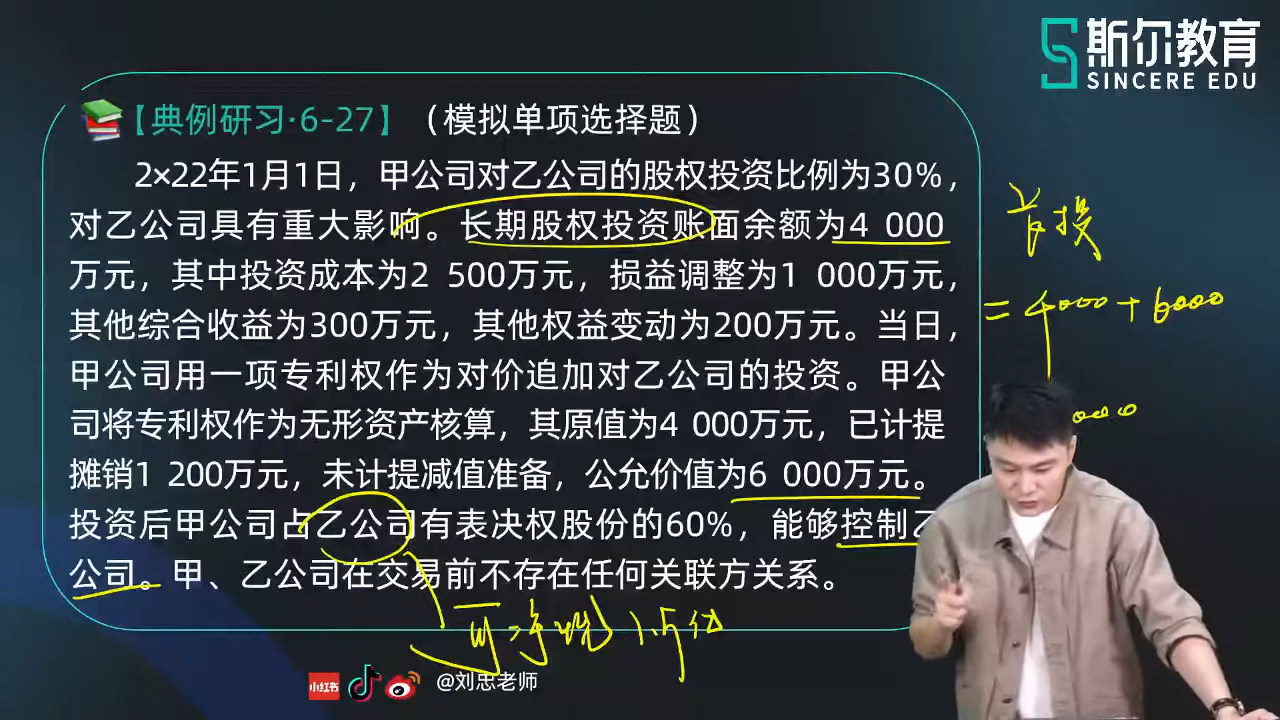 斯尔教育
SINCERE EDU
【典例研习·6-27】（模拟单项选择题）
2×22年1月1日，甲公司对乙公司的股权投资比例为30%，
对乙公司具有重大影响。长期股权投资账面余额为4 000
万元，其中投资成本为2 500万元，损益调整为1 000万元，
其他综合收益为300万元，其他权益变动为200万元。当日，
甲公司用一项专利权作为对价追加对乙公司的投资。甲公
司将专利权作为无形资产核算，其原值为4 000万元，已计提
摊销1 200万元，未计提减值准备，公允价值为6 000万元。
投资后甲公司占乙公司有表决权股份的60%，能够控制乙
公司。甲、乙公司在交易前不存在任何关联方关系。
= 4000 + 6000
小红书 @刘忠老师